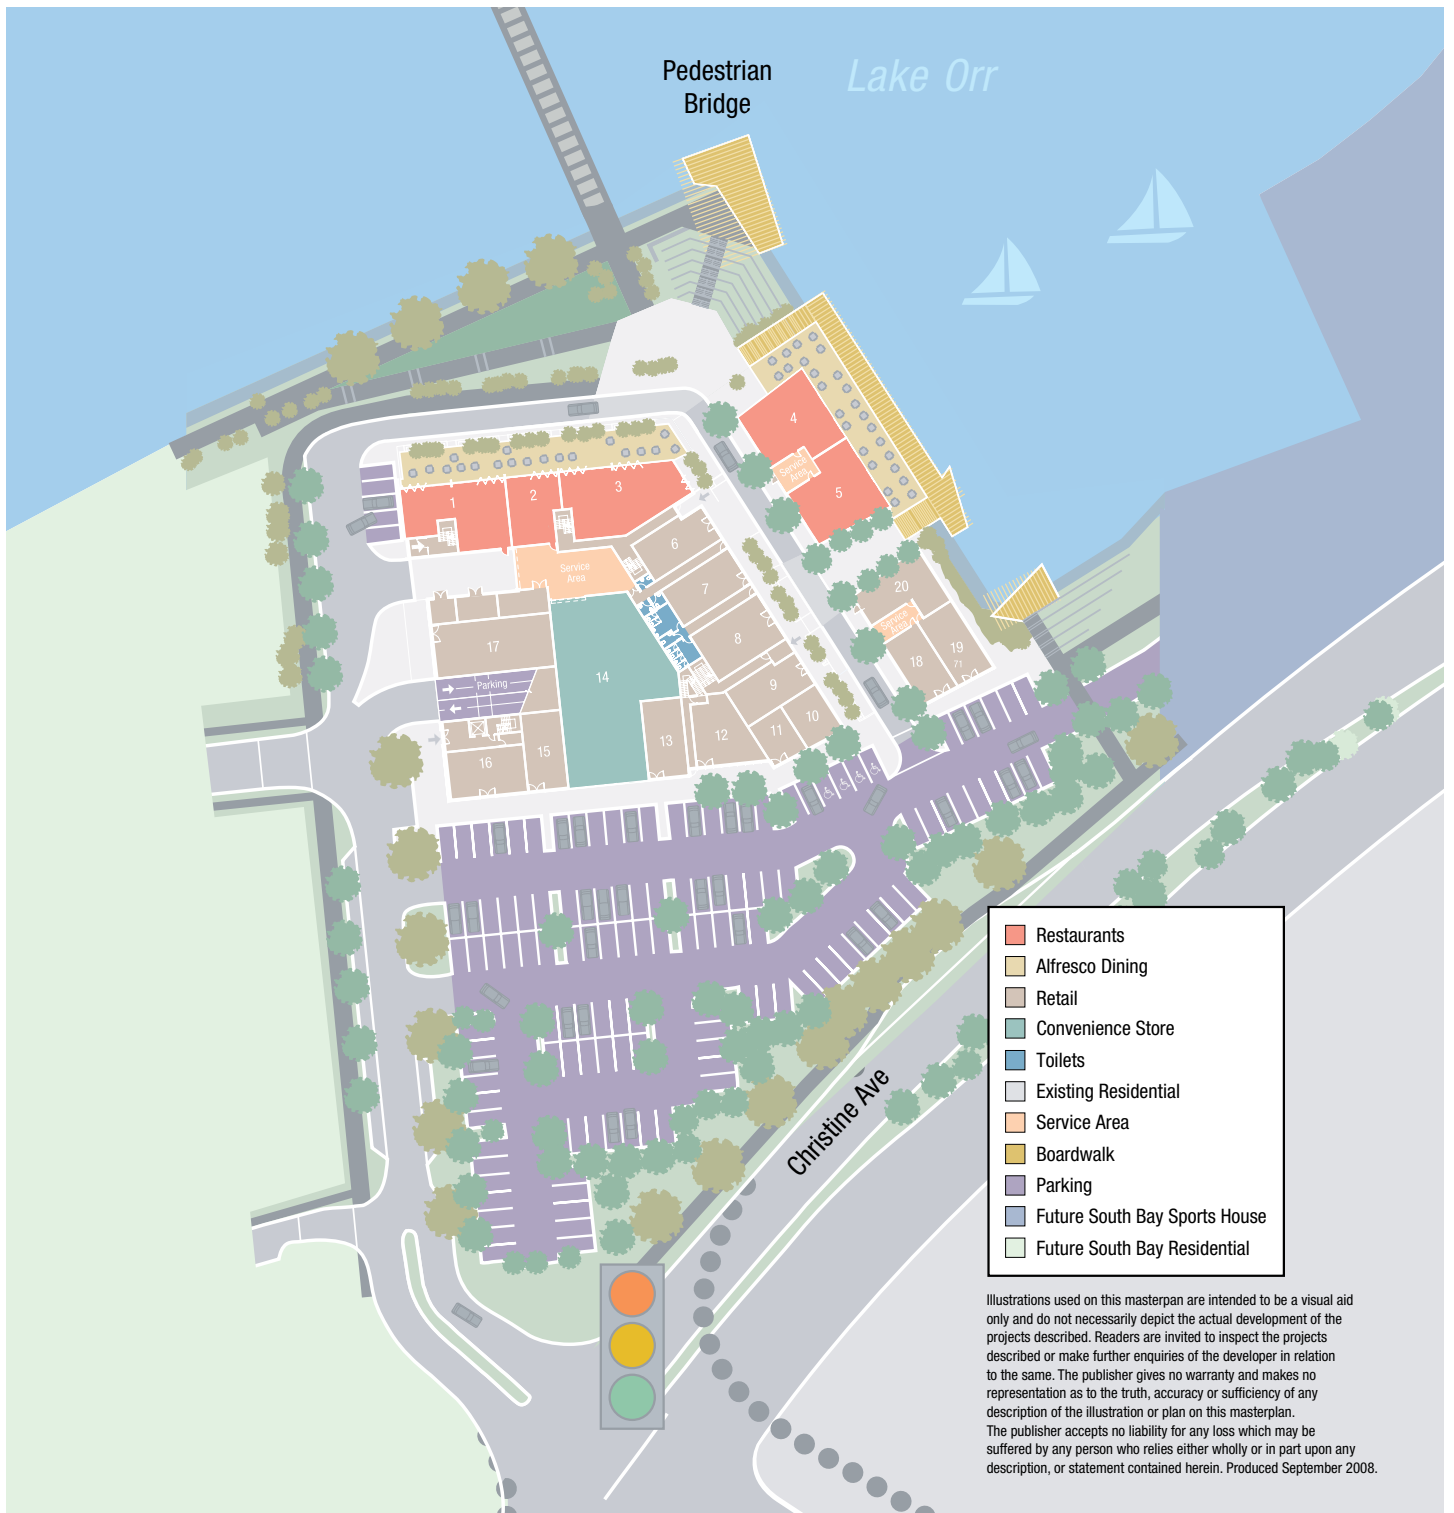 Pedestrian
Bridge
Lake Orr
1
2
3
4
Service
Area
5
6
Service
Area
7
8
20
Service
Area
19
71
18
17
14
Parking
9
10
11
12
13
15
16
Restaurants
Alfresco Dining
Retail
Convenience Store
Toilets
Existing Residential
Service Area
Boardwalk
Parking
Future South Bay Sports House
Future South Bay Residential
Christine Ave
Illustrations used on this masterpan are intended to be a visual aid
only and do not necessarily depict the actual development of the
projects described. Readers are invited to inspect the projects
described or make further enquiries of the developer in relation
to the same. The publisher gives no warranty and makes no
representation as to the truth, accuracy or sufficiency of any
description of the illustration or plan on this masterplan.
The publisher accepts no liability for any loss which may be
suffered by any person who relies either wholly or in part upon any
description, or statement contained herein. Produced September 2008.